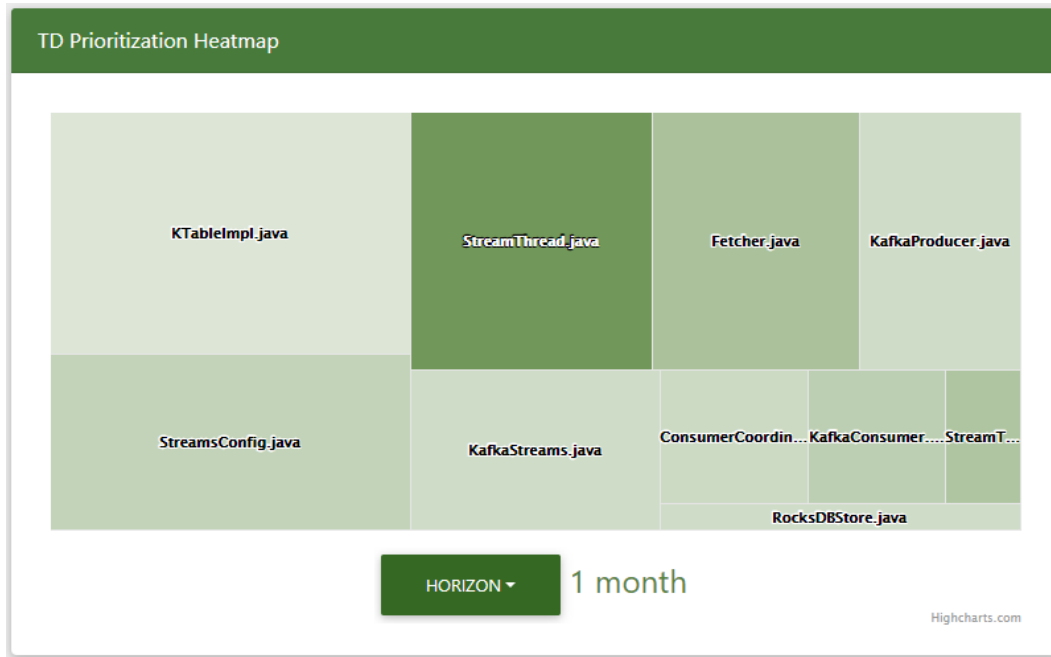 TD Prioritization Heatmap
KTableImpl.java
StreamThread.java
Fetcher.java
KafkaProducer.java
StreamsConfig.java
KafkaStreams.java
ConsumerCoordin...
KafkaConsumer....
StreamT...
RocksDBStore.java
HORIZON
1 month
Highcharts.com